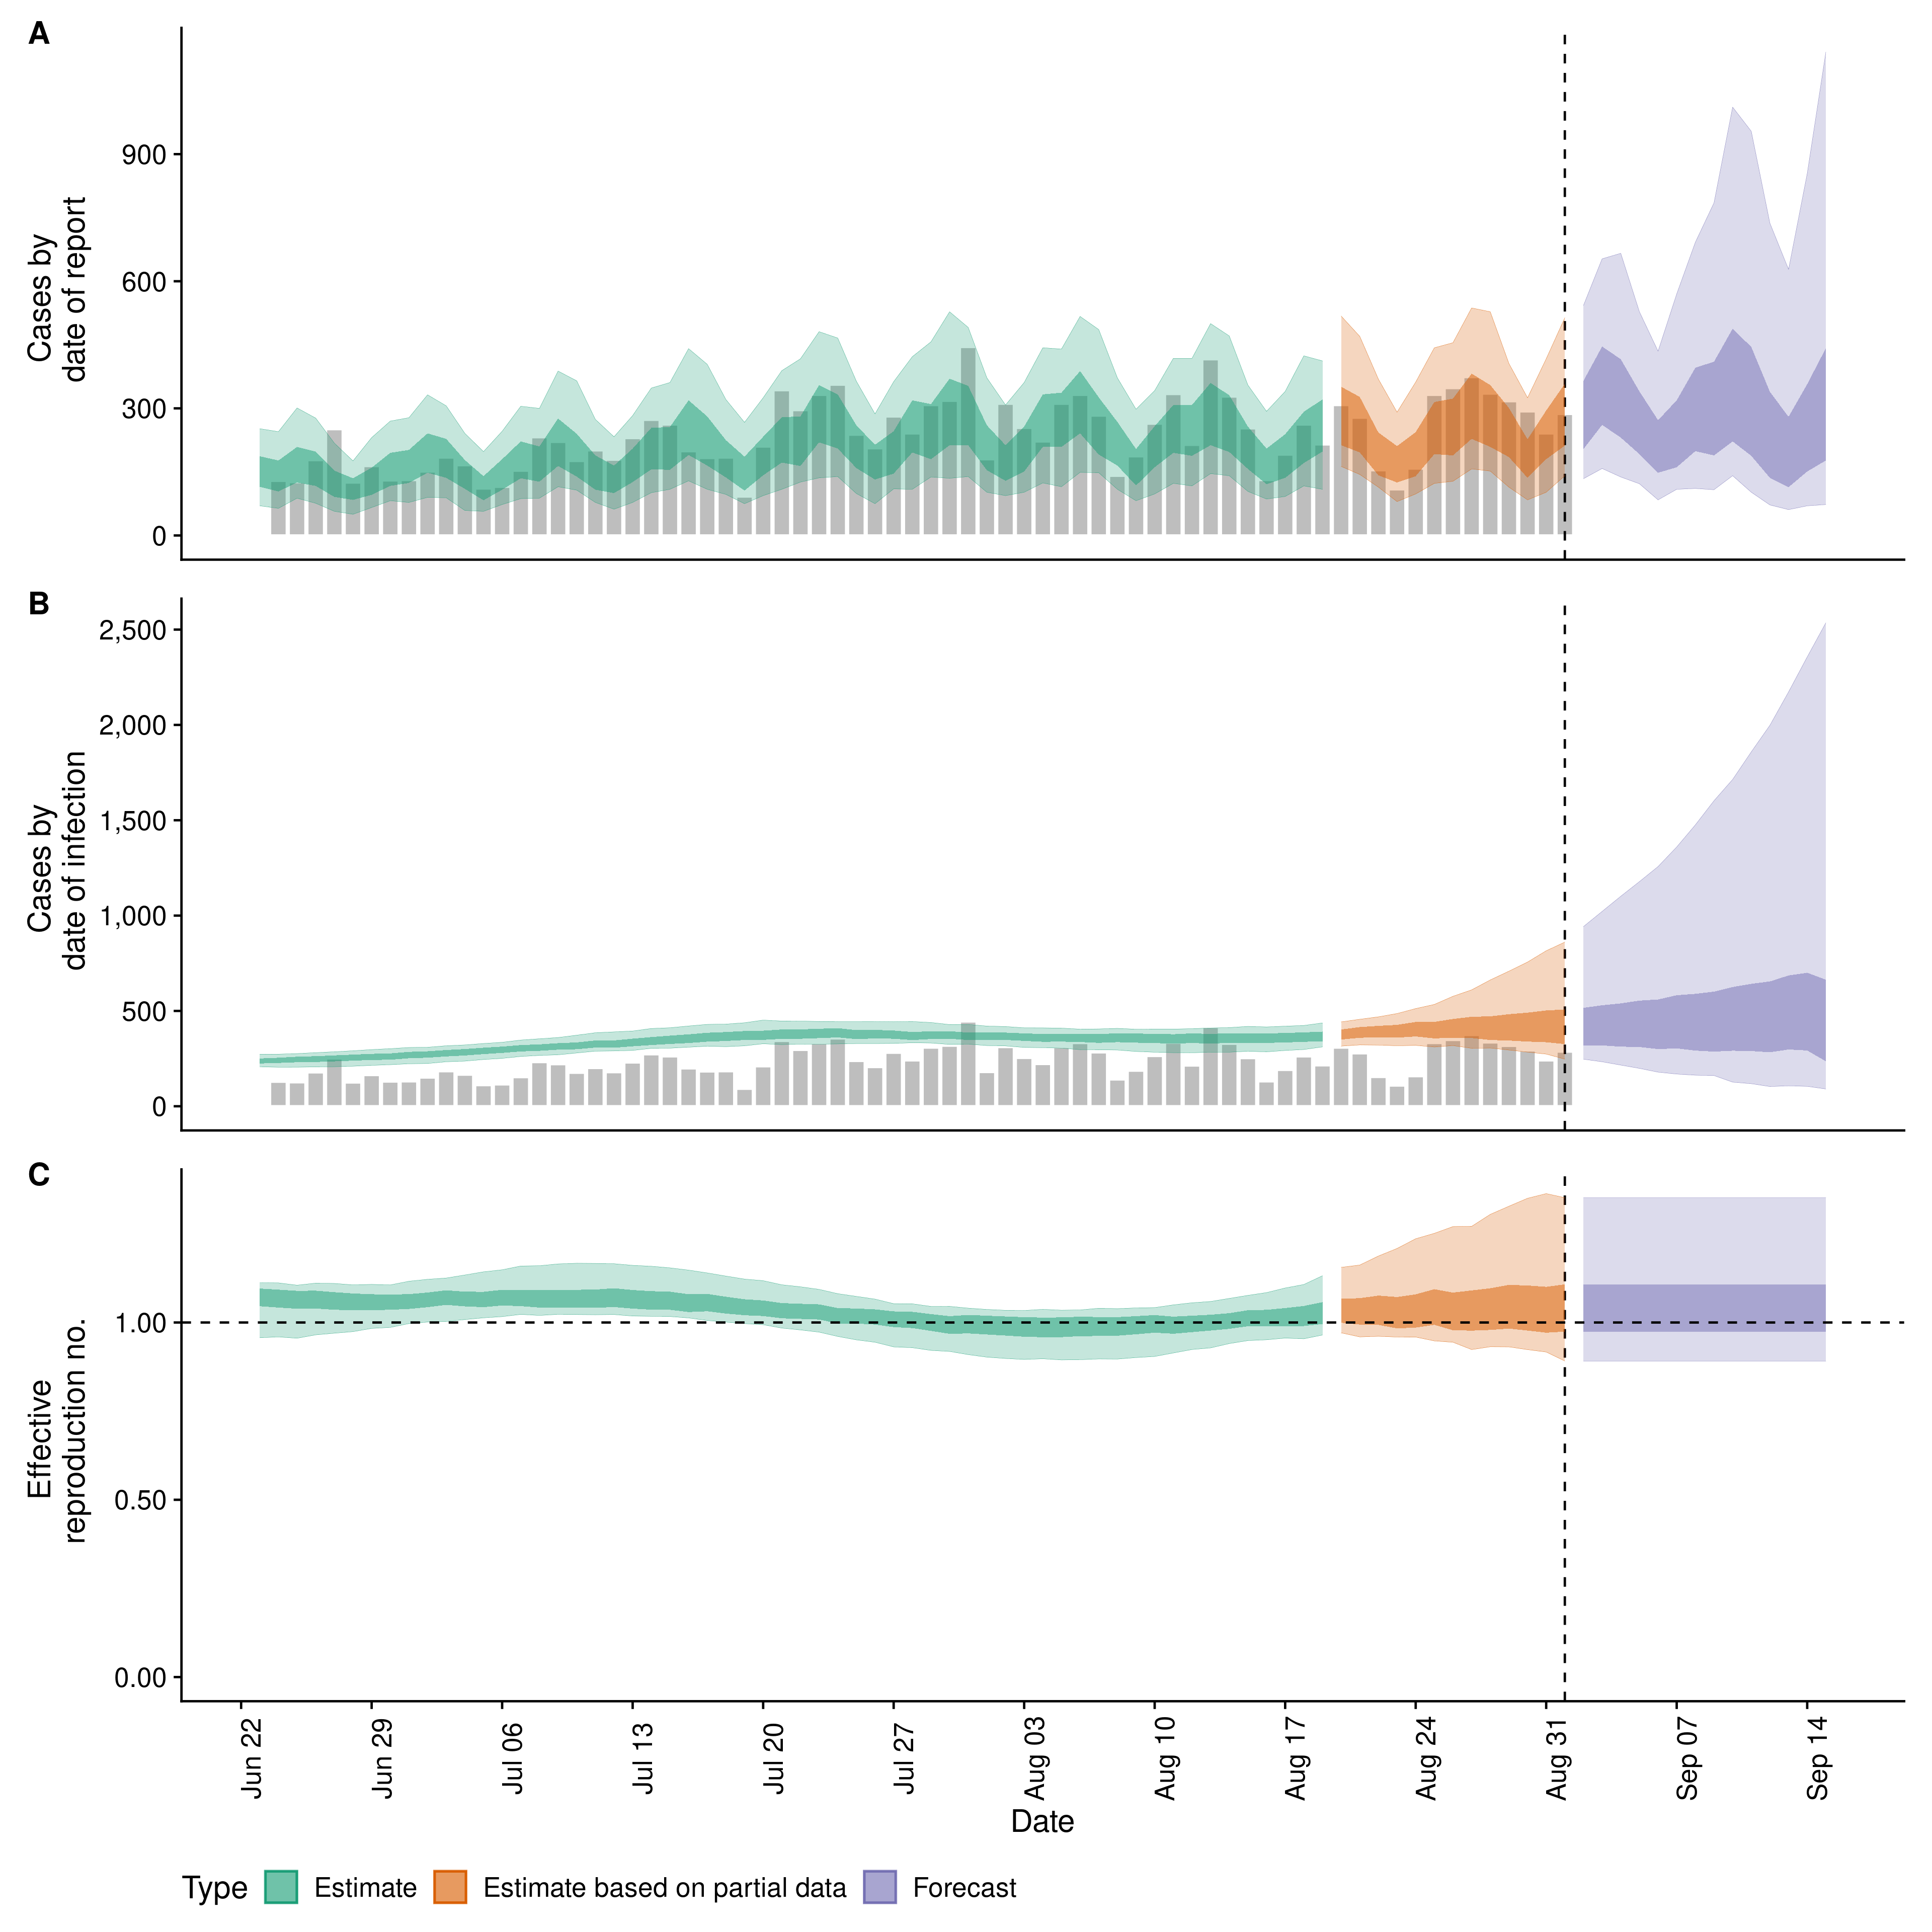 A
Cases by
date of report
900
600
300
0
B
Cases by
date of infection
2,500
2,000
1,500
1,000
500
0
C
Effective
reproduction no.
1.00
0.50
0.00
Jun 22
Jun 29
Jul 06
Jul 13
Jul 20
Jul 27
Aug 03
Aug 10
Aug 17
Aug 24
Aug 31
Sep 07
Sep 14
Date
Type Estimate Estimate based on partial data Forecast